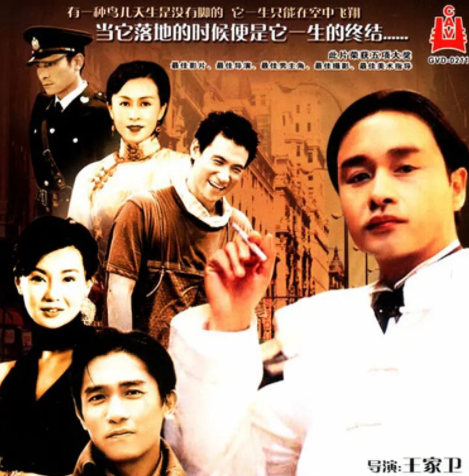 有一种鸟儿天生是没有脚的 它一生只能在空中飞翔
当它落地的时候便是它一生的终结......
此片荣获五项大奖
最佳影片、最佳导演、最佳男主角、最佳摄影、最佳美术指导
CAV
GVD-0211
导演:王家卫